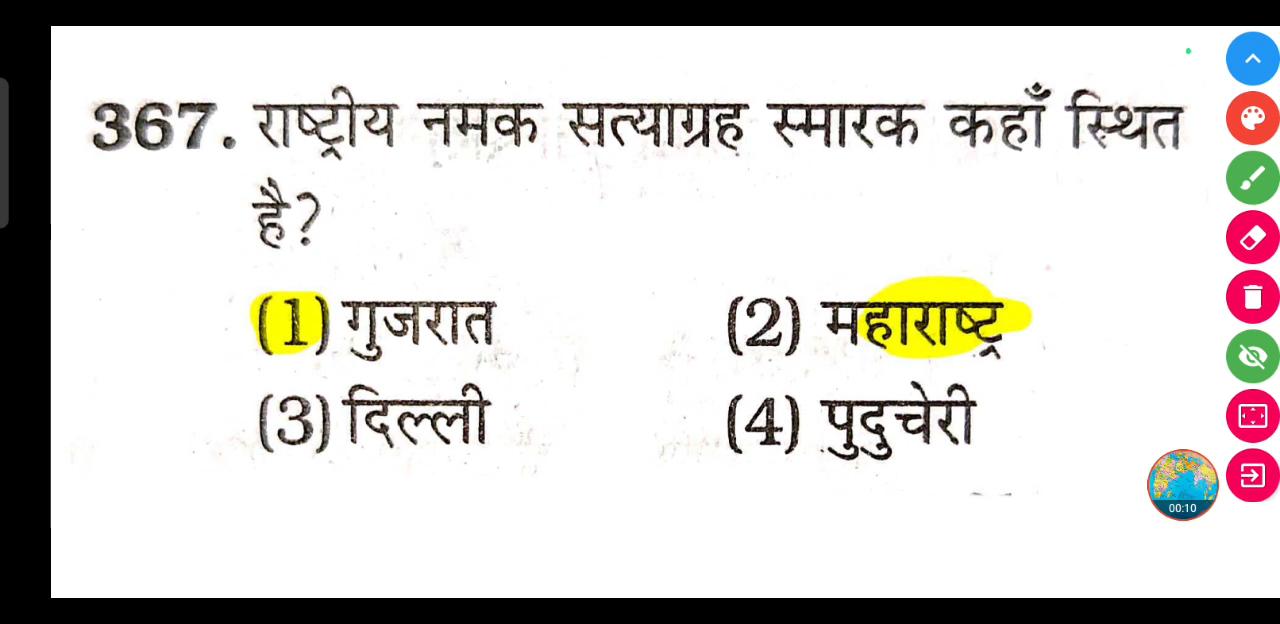 367. राष्ट्रीय नमक सत्याग्रह स्मारक कहाँ स्थित
है?
(1) गुजरात (2) महाराष्ट्र
(3) दिल्ली (4) पुदुचेरी
00:10